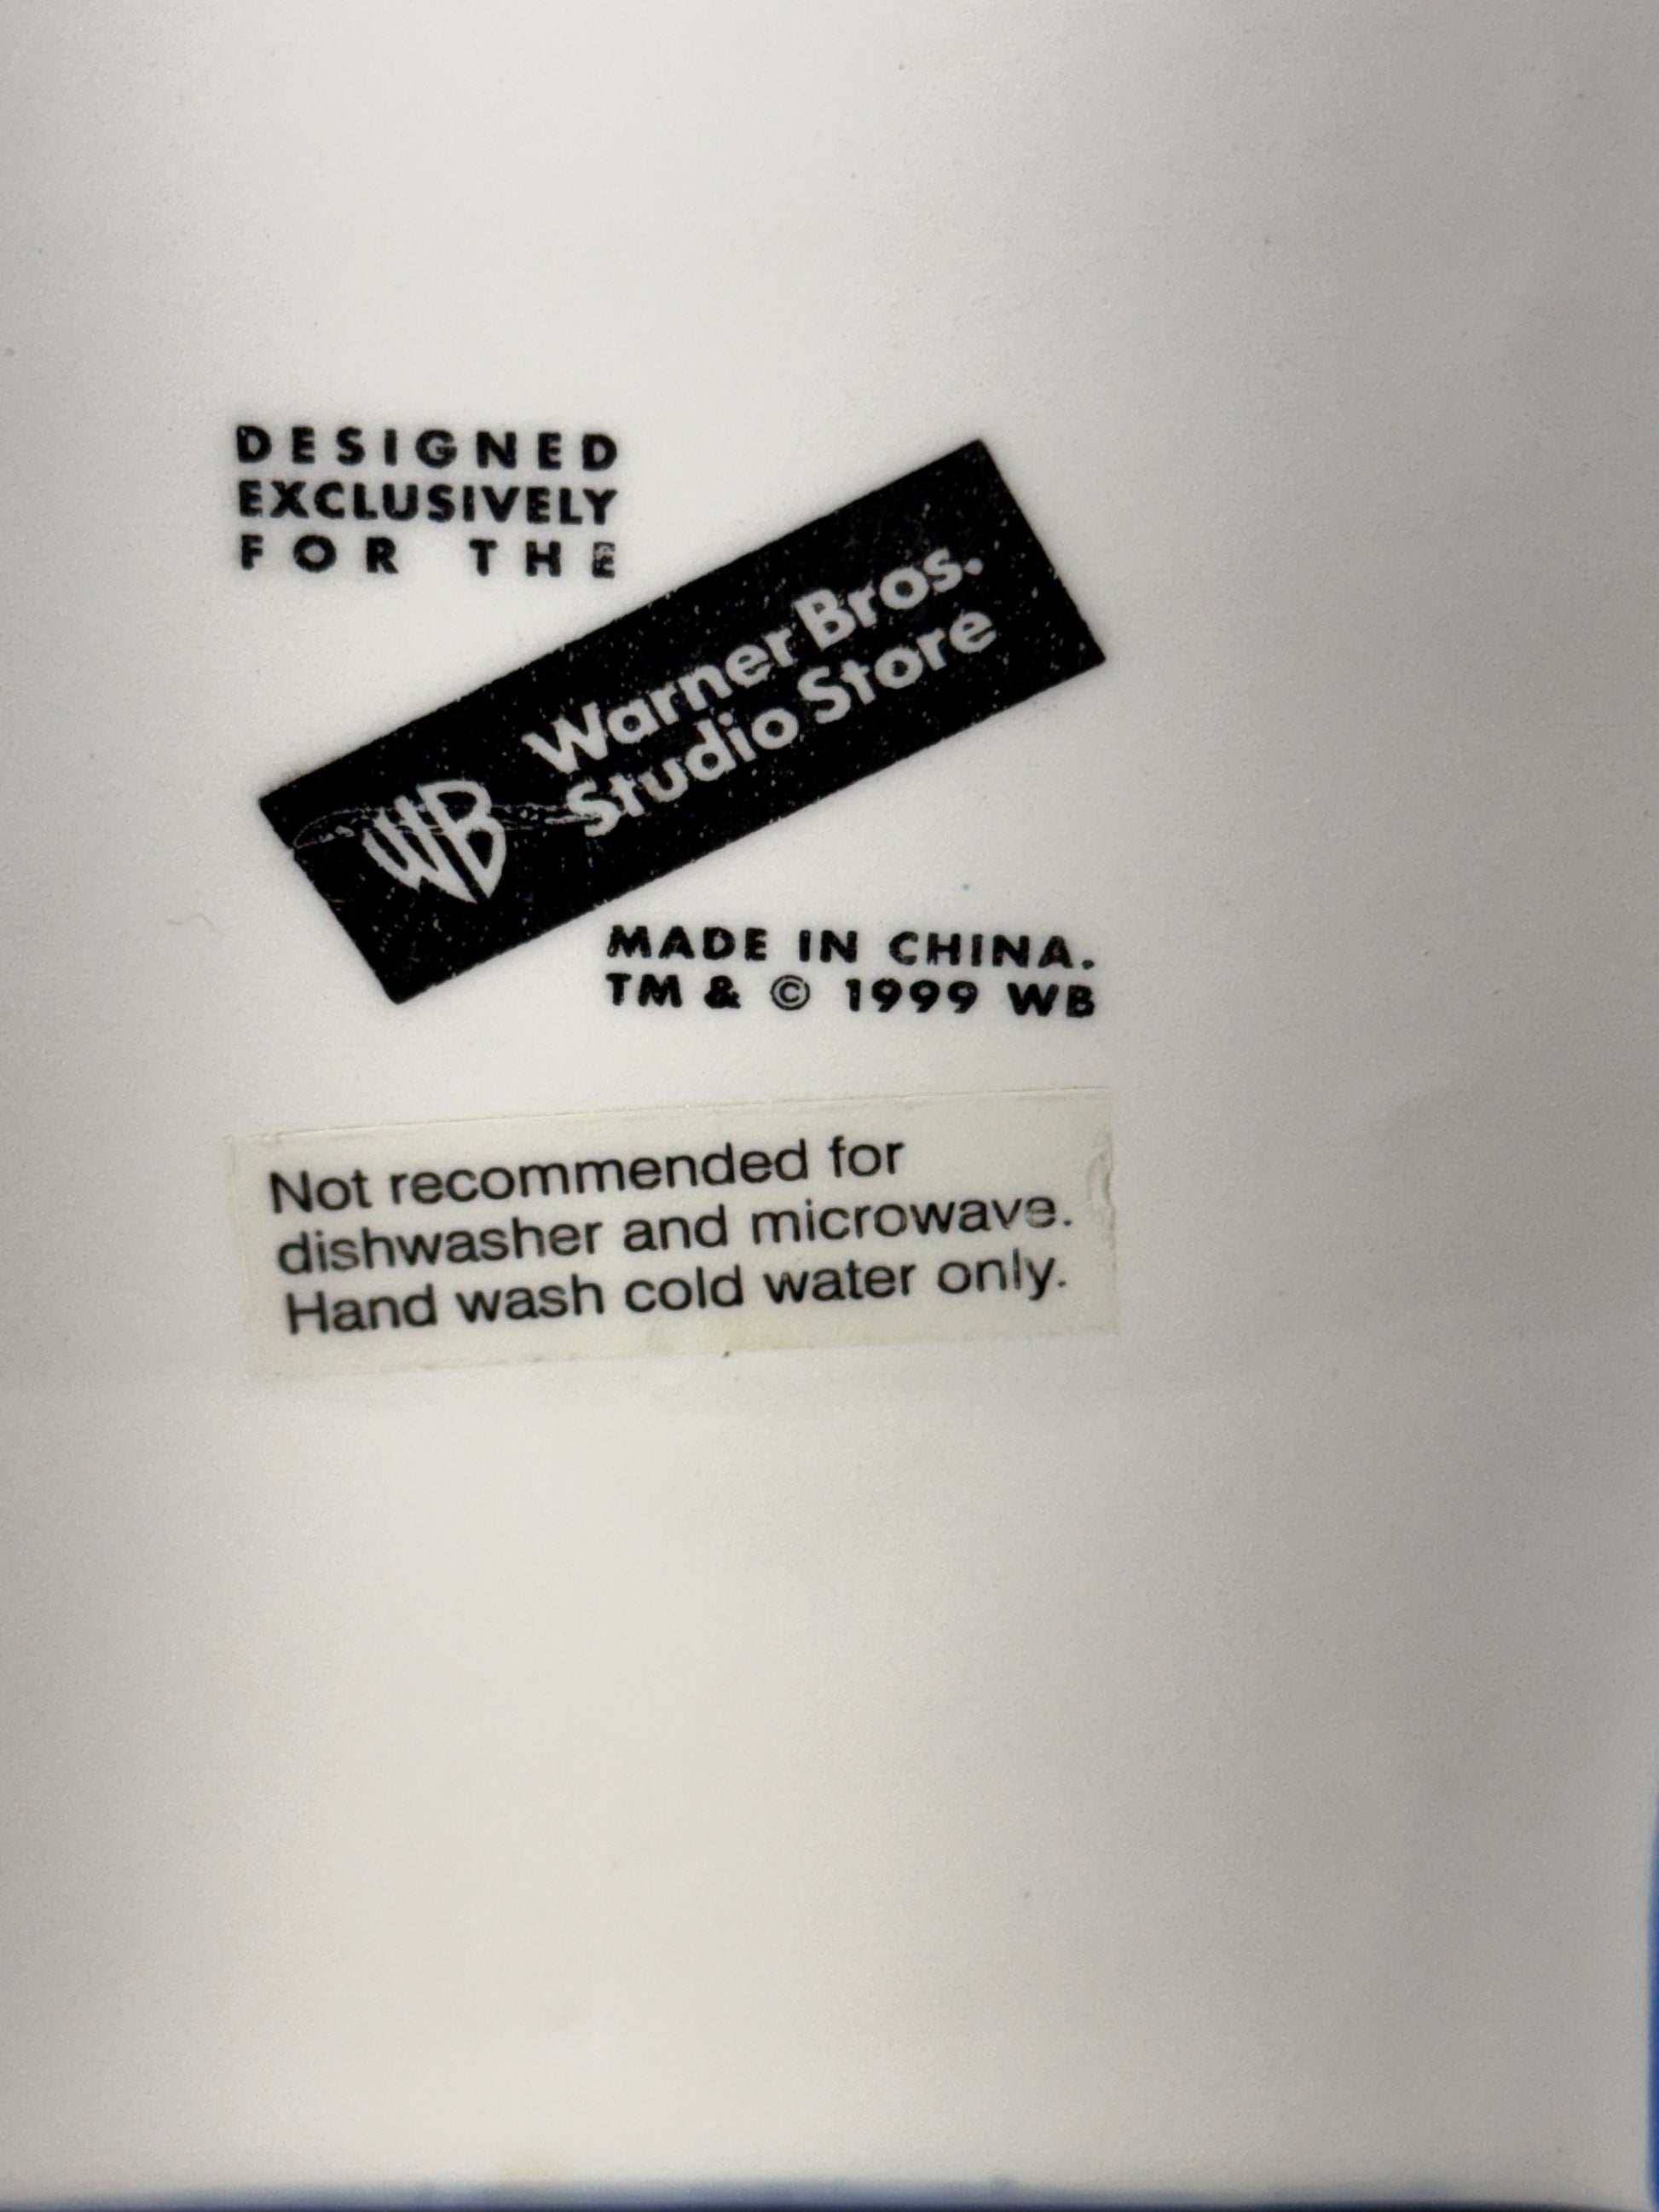 DESIGNED
EXCLUSIVELY
FOR THE
WB
Warner Bros.
Studio Store
MADE IN CHINA.
TM & © 1999 WB
Not recommended for
dishwasher and microwave.
Hand wash cold water only.